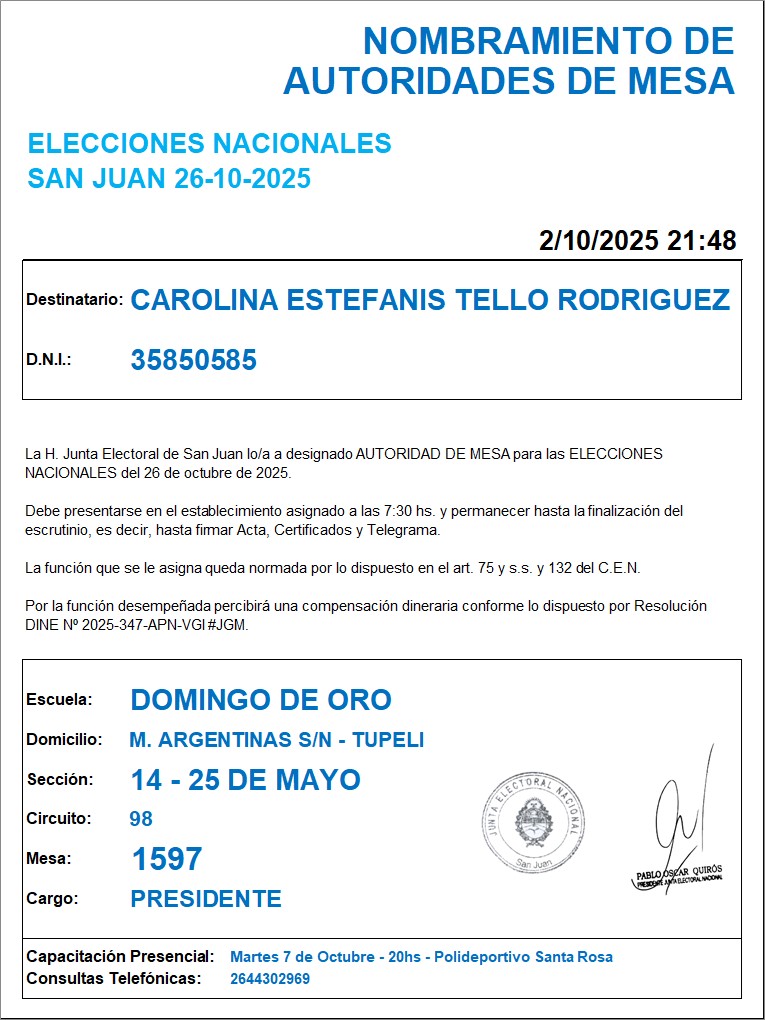 NOMBRAMIENTO DE
AUTORIDADES DE MESA
ELECCIONES NACIONALES
SAN JUAN 26-10-2025
2/10/2025 21:48
Destinatario: CAROLINA ESTEFANIS TELLO RODRIGUEZ
D.N.I.: 35850585
La H. Junta Electoral de San Juan lo/a a designado AUTORIDAD DE MESA para las ELECCIONES
NACIONALES del 26 de octubre de 2025.
Debe presentarse en el establecimiento asignado a las 7:30 hs. y permanecer hasta la finalización del
escrutinio, es decir, hasta firmar Acta, Certificados y Telegrama.
La función que se le asigna queda normada por lo dispuesto en el art. 75 y s.s. y 132 del C.E.N.
Por la función desempeñada percibirá una compensación dineraria conforme lo dispuesto por Resolución
DINE Nº 2025-347-APN-VGI#JGM.
Escuela: DOMINGO DE ORO
Domicilio: M. ARGENTINAS S/N - TUPELI
Sección: 14 - 25 DE MAYO
Circuito: 98
Mesa: 1597
Cargo: PRESIDENTE
JUNTA ELECTORAL NACIONAL
San Juan
PABLO OSCAR QUIRÓS
PRESIDENTE JUNTA ELECTORAL NACIONAL
Capacitación Presencial: Martes 7 de Octubre - 20hs - Polideportivo Santa Rosa
Consultas Telefónicas: 2644302969